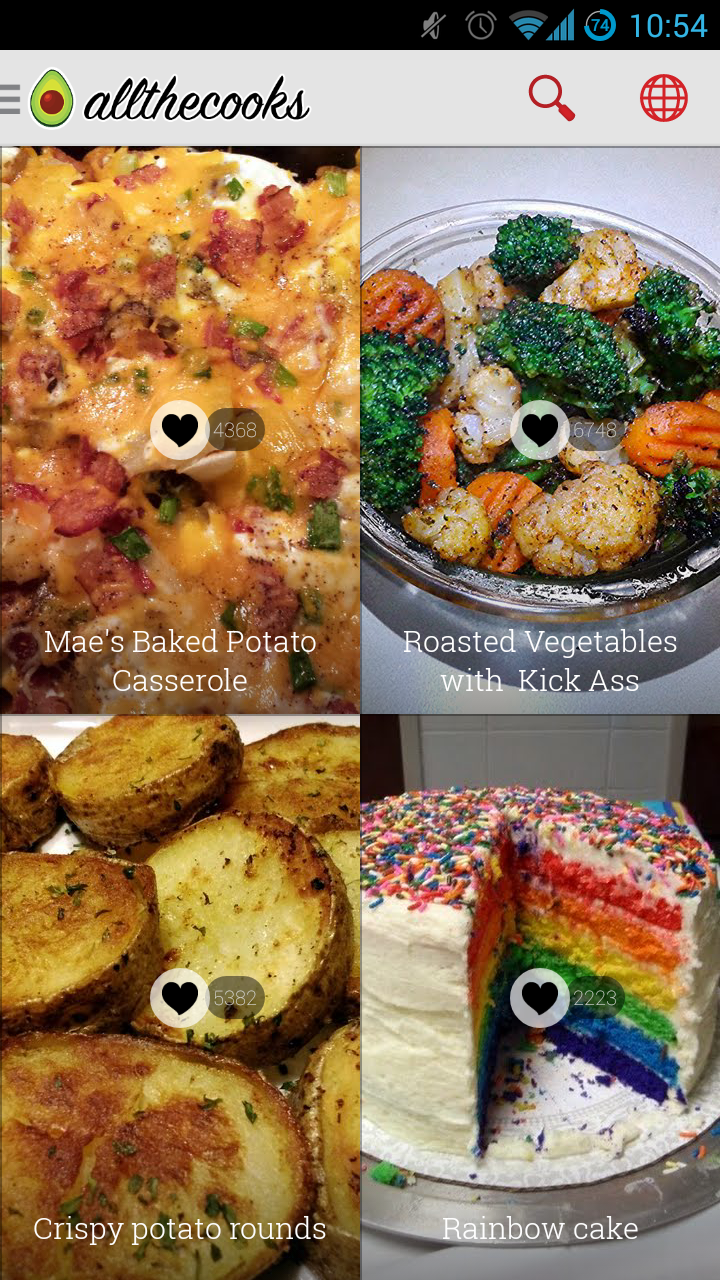 74 10:54
allthecooks
4368
6748
Mae's Baked Potato
Casserole
Roasted Vegetables
with Kick Ass
5382
2223
Crispy potato rounds
Rainbow cake